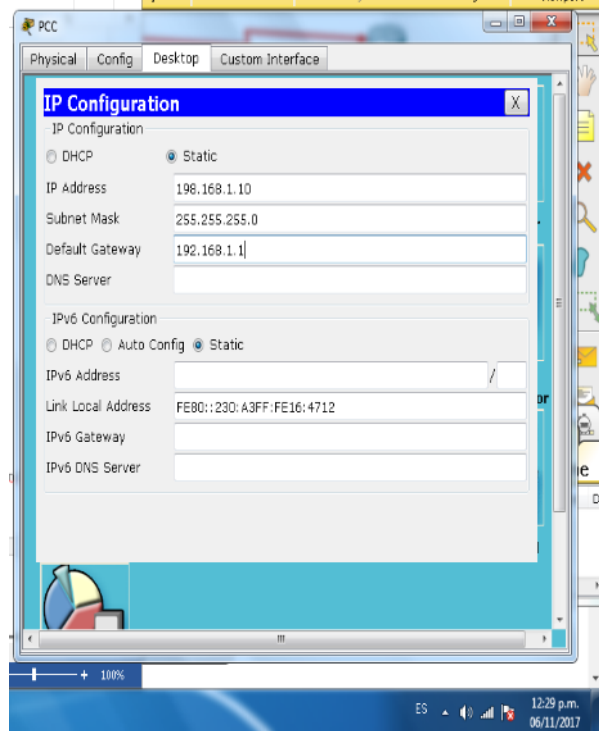 PCC
Physical Config Desktop Custom Interface
IP Configuration X
IP Configuration
DHCP Static
IP Address 198.168.1.10
Subnet Mask 255.255.255.0
Default Gateway 192.168.1.1
DNS Server
IPv6 Configuration
DHCP Auto Config Static
IPv6 Address /
Link Local Address FE80::230:A3FF:FE16:4712
IPv6 Gateway
IPv6 DNS Server
100%
ES 12:29 p.m.
06/11/2017